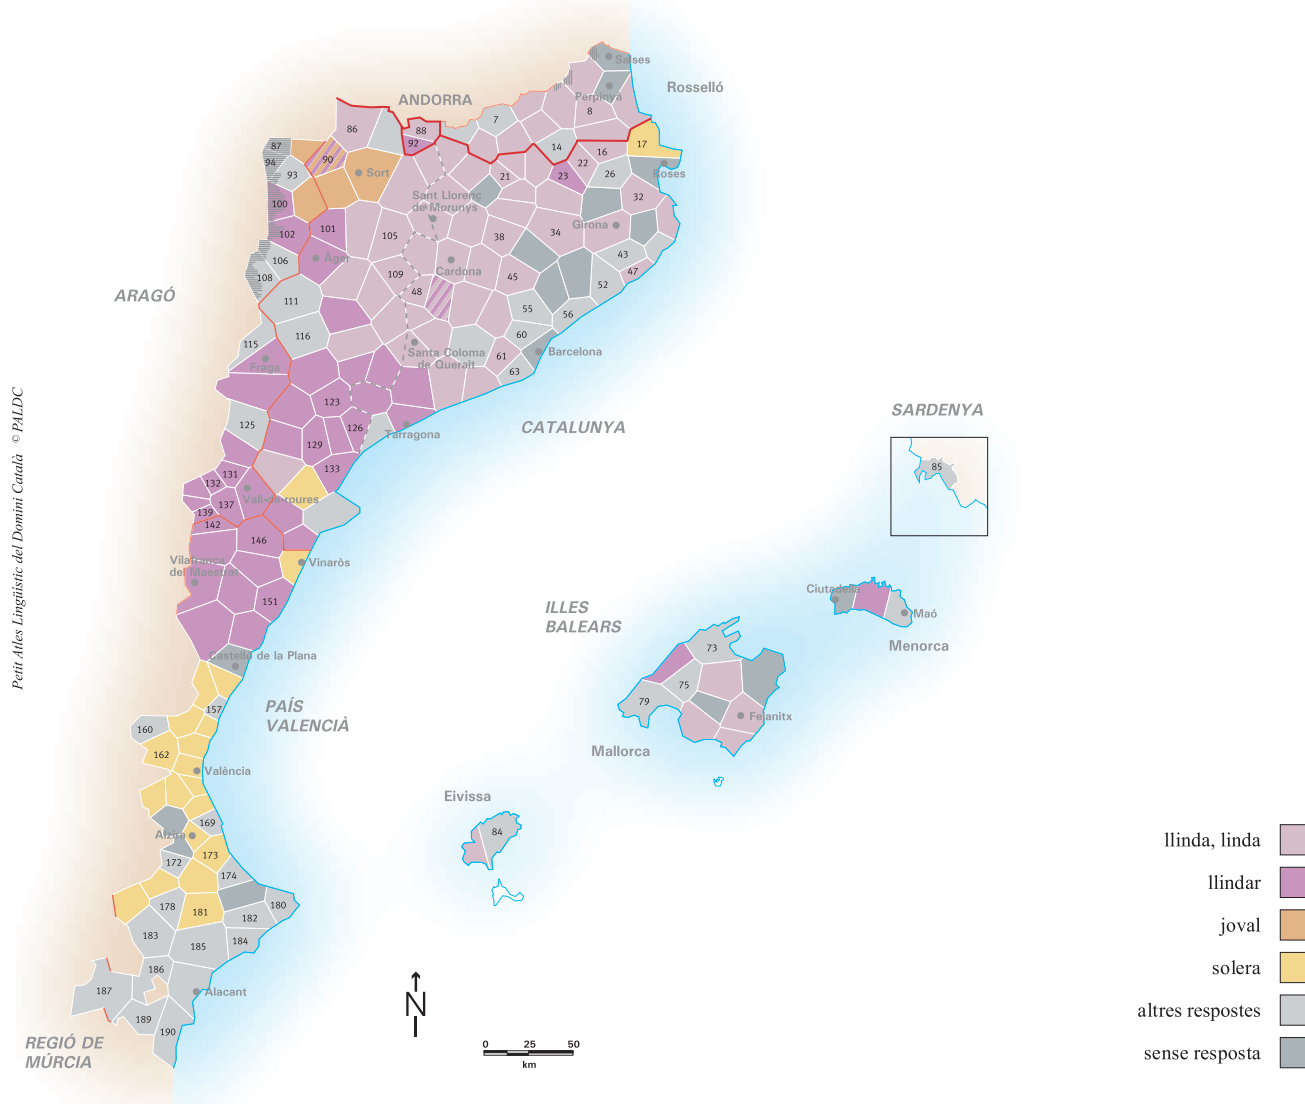 Salses
Rosselló
Perpinyà
ANDORRA
8
7
86
88
92
17
14
16
87
94
90
93
Sort
22
Roses
21
23
26
32
100
Sant Llorenç
de Morunys
101
102
105
38
34
Girona
106
Àger
43
Cardona
47
108
109
45
52
48
ARAGÓ
111
55
56
116
60
115
Santa Coloma
de Queralt
61
Barcelona
Fraga
63
123
SARDENYA
125
126
Tarragona
CATALUNYA
129
85
131
133
132
Vall-de-roures
137
139
142
146
Vilafranca
del Maestrat
Vinaròs
151
Ciutadella
Maó
ILLES
BALEARS
Menorca
Castelló de la Plana
73
75
79
Felanitx
Mallorca
157
PAÍS
VALENCIÀ
160
162
València
Eivissa
84
169
Alzira
173
172
174
178
181
180
182
183
184
185
186
187
Alacant
189
190
REGIÓ DE
MÚRCIA
N
0 25 50
km
llinda, linda
llindar
joval
solera
altres respostes
sense resposta
Petit Atles Lingüístic del Domini Català © PALDC